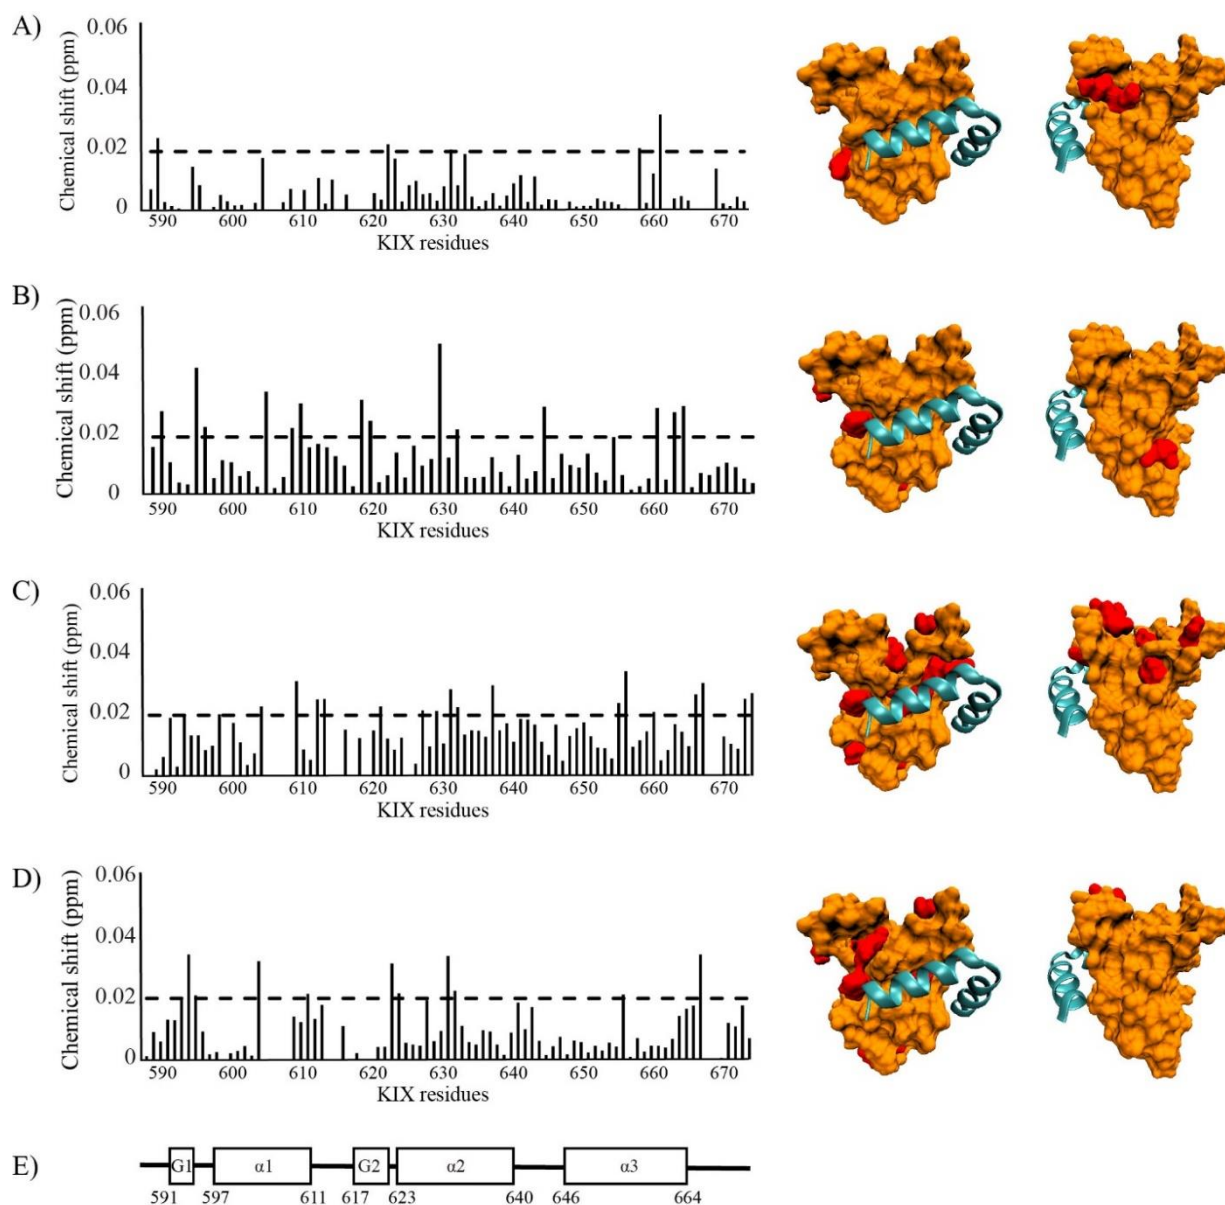 A)
Chemical shift (ppm)
0.06
0.04
0.02
0
590 600 610 620 630 640 650 660 670
KIX residues
B)
Chemical shift (ppm)
0.06
0.04
0.02
0
590 600 610 620 630 640 650 660 670
KIX residues
C)
Chemical shift (ppm)
0.06
0.04
0.02
0
590 600 610 620 630 640 650 660 670
KIX residues
D)
Chemical shift (ppm)
0.06
0.04
0.02
0
590 600 610 620 630 640 650 660 670
KIX residues
E)
G1 α1 G2 α2 α3
591 597 611 617 623 640 646 664